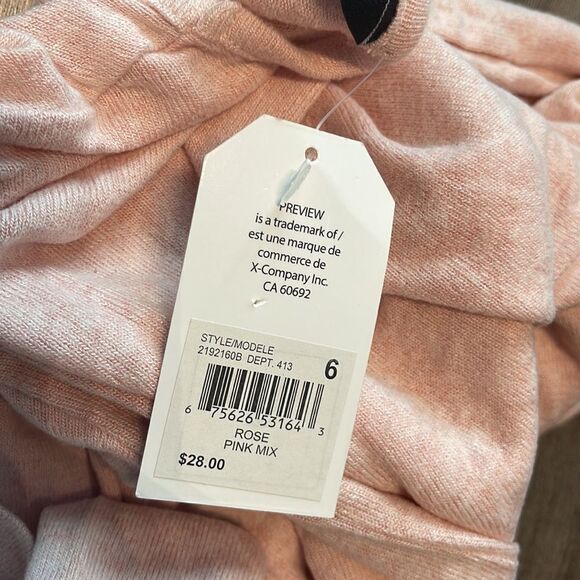 PREVIEW
is a trademark of /
est une marque de
commerce de
X-Company Inc.
CA 60692
STYLE/MODELE
2192160B DEPT. 413
6
6 75626 53164 3
ROSE
PINK MIX
$28.00